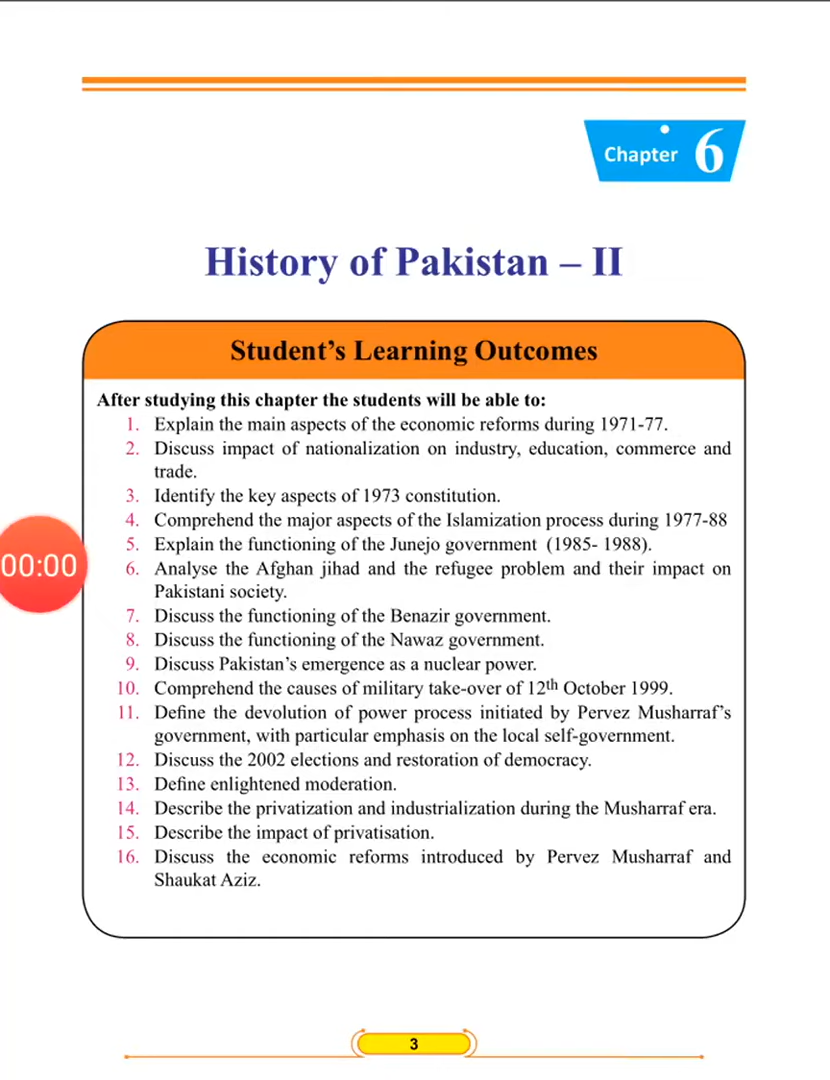 Chapter 6
History of Pakistan – II
Student's Learning Outcomes
After studying this chapter the students will be able to:
1. Explain the main aspects of the economic reforms during 1971-77.
2. Discuss impact of nationalization on industry, education, commerce and
trade.
3. Identify the key aspects of 1973 constitution.
4. Comprehend the major aspects of the Islamization process during 1977-88
00:00
5. Explain the functioning of the Junejo government (1985- 1988).
6. Analyse the Afghan jihad and the refugee problem and their impact on
Pakistani society.
7. Discuss the functioning of the Benazir government.
8. Discuss the functioning of the Nawaz government.
9. Discuss Pakistan's emergence as a nuclear power.
10. Comprehend the causes of military take-over of 12th October 1999.
11. Define the devolution of power process initiated by Pervez Musharraf's
government, with particular emphasis on the local self-government.
12. Discuss the 2002 elections and restoration of democracy.
13. Define enlightened moderation.
14. Describe the privatization and industrialization during the Musharraf era.
15. Describe the impact of privatisation.
16. Discuss the economic reforms introduced by Pervez Musharraf and
Shaukat Aziz.
3